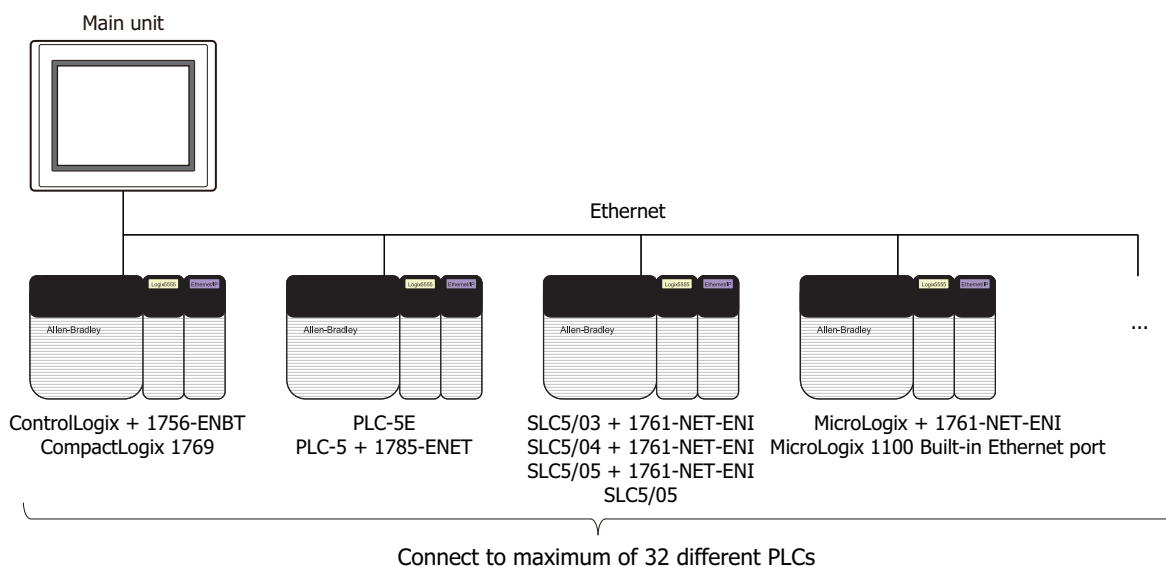 Main unit
Ethernet
Logix5555 Ethernet/IP
Allen-Bradley
Logix5555 Ethernet/IP
Allen-Bradley
Logix5555 Ethernet/IP
Allen-Bradley
Logix5555 Ethernet/IP
Allen-Bradley
...
ControlLogix + 1756-ENBT
CompactLogix 1769
PLC-5E
PLC-5 + 1785-ENET
SLC5/03 + 1761-NET-ENI
SLC5/04 + 1761-NET-ENI
SLC5/05 + 1761-NET-ENI
SLC5/05
MicroLogix + 1761-NET-ENI
MicroLogix 1100 Built-in Ethernet port
Connect to maximum of 32 different PLCs